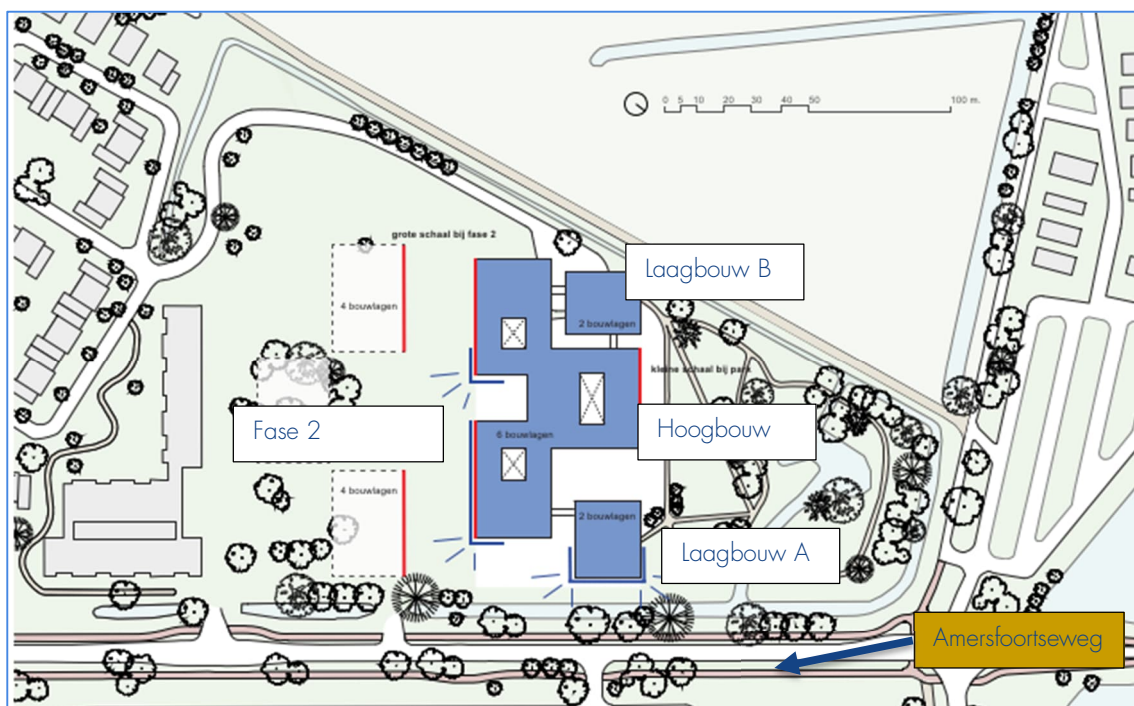 0 5 10 20 30 40 50 100 m.
grote schaal bij fase 2
Laagbouw B
4 bouwlagen
2 bouwlagen
kleine schaal bij park
Fase 2
6 bouwlagen
Hoogbouw
4 bouwlagen
2 bouwlagen
Laagbouw A
Amersfoortseweg